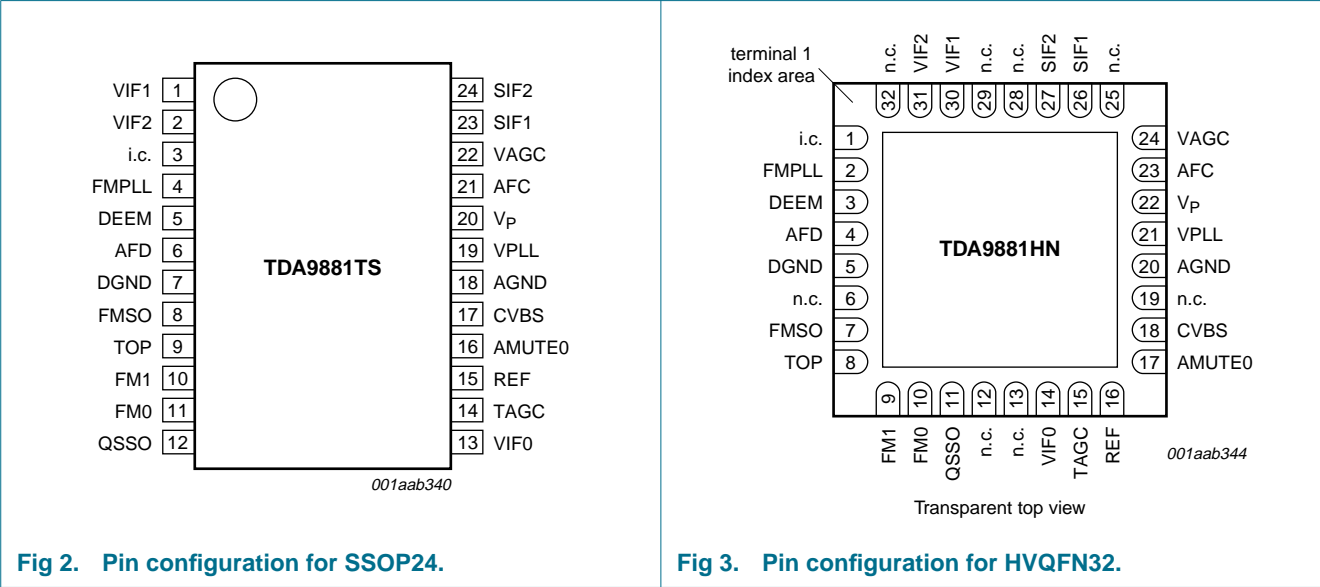 VIF1 1
VIF2 2
i.c. 3
FMPLL 4
DEEM 5
AFD 6
DGND 7
FMSO 8
TOP 9
FM1 10
FM0 11
QSSO 12
TDA9881TS
24 SIF2
23 SIF1
22 VAGC
21 AFC
20 VP
19 VPLL
18 AGND
17 CVBS
16 AMUTE0
15 REF
14 TAGC
13 VIF0
001aab340
Fig 2. Pin configuration for SSOP24.
terminal 1
index area
n.c. VIF2 VIF1 n.c. n.c. SIF2 SIF1 n.c.
32 31 30 29 28 27 26 25
i.c. 1
FMPLL 2
DEEM 3
AFD 4
DGND 5
n.c. 6
FMSO 7
TOP 8
TDA9881HN
24 VAGC
23 AFC
22 VP
21 VPLL
20 AGND
19 n.c.
18 CVBS
17 AMUTE0
9 10 11 12 13 14 15 16
FM1 FM0 QSSO n.c. n.c. VIF0 TAGC REF
001aab344
Transparent top view
Fig 3. Pin configuration for HVQFN32.